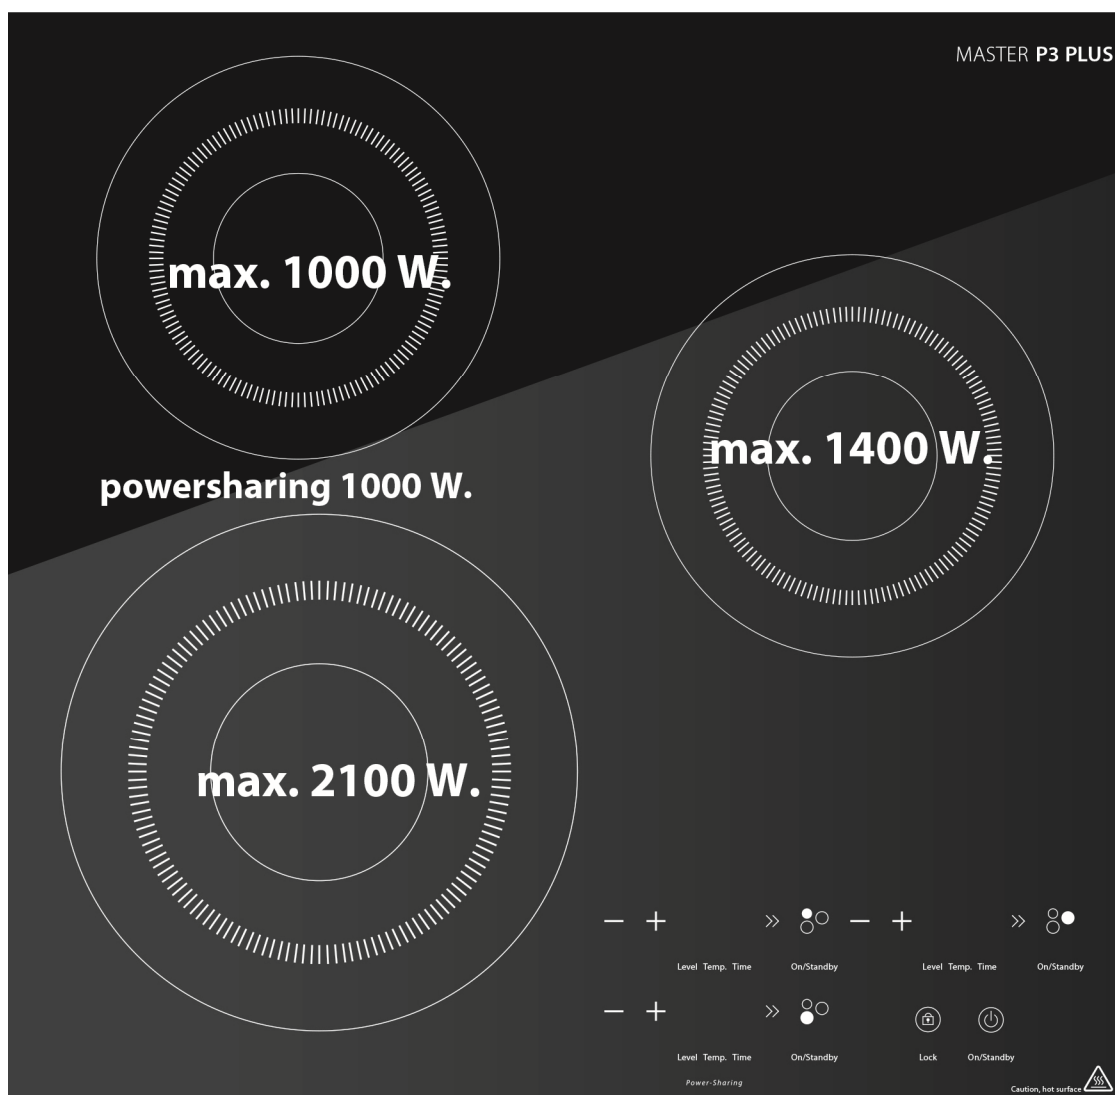 MASTER P3 PLUS
max. 1000 W.
max. 1400 W.
powersharing 1000 W.
max. 2100 W.
Level Temp. Time On/Standby Level Temp. Time On/Standby
Level Temp. Time On/Standby Lock On/Standby
Power-Sharing
Caution, hot surface